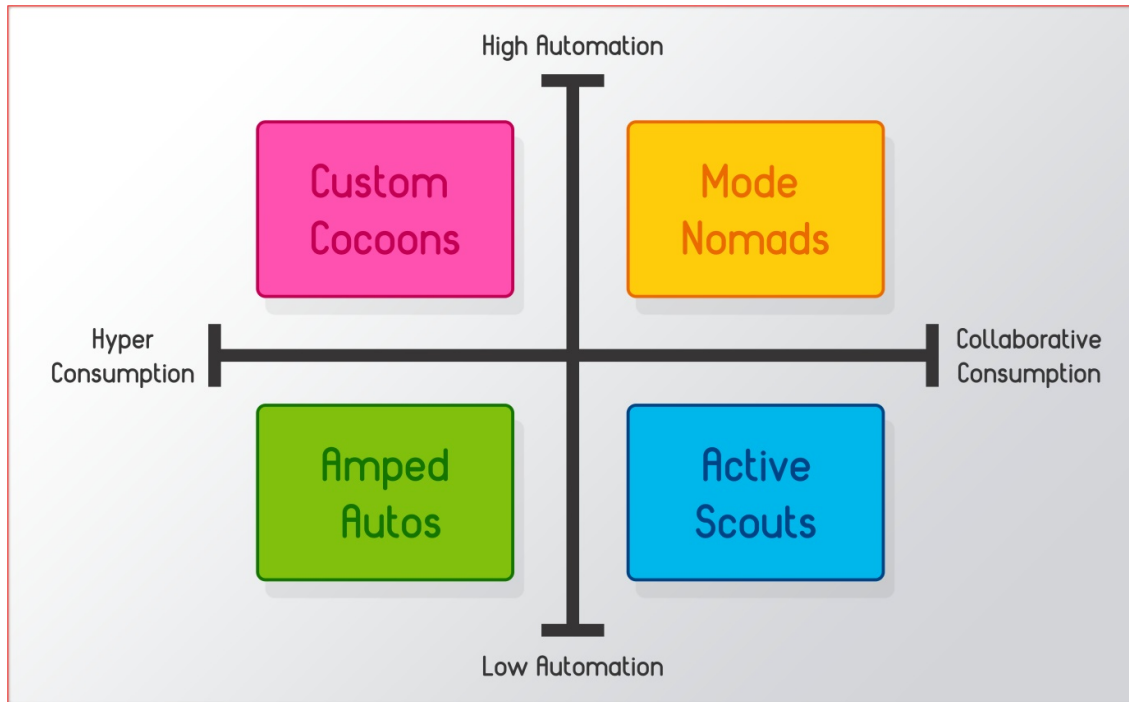 High Automation
Custom
Cocoons
Mode
Nomads
Hyper
Consumption
Collaborative
Consumption
Amped
Autos
Active
Scouts
Low Automation